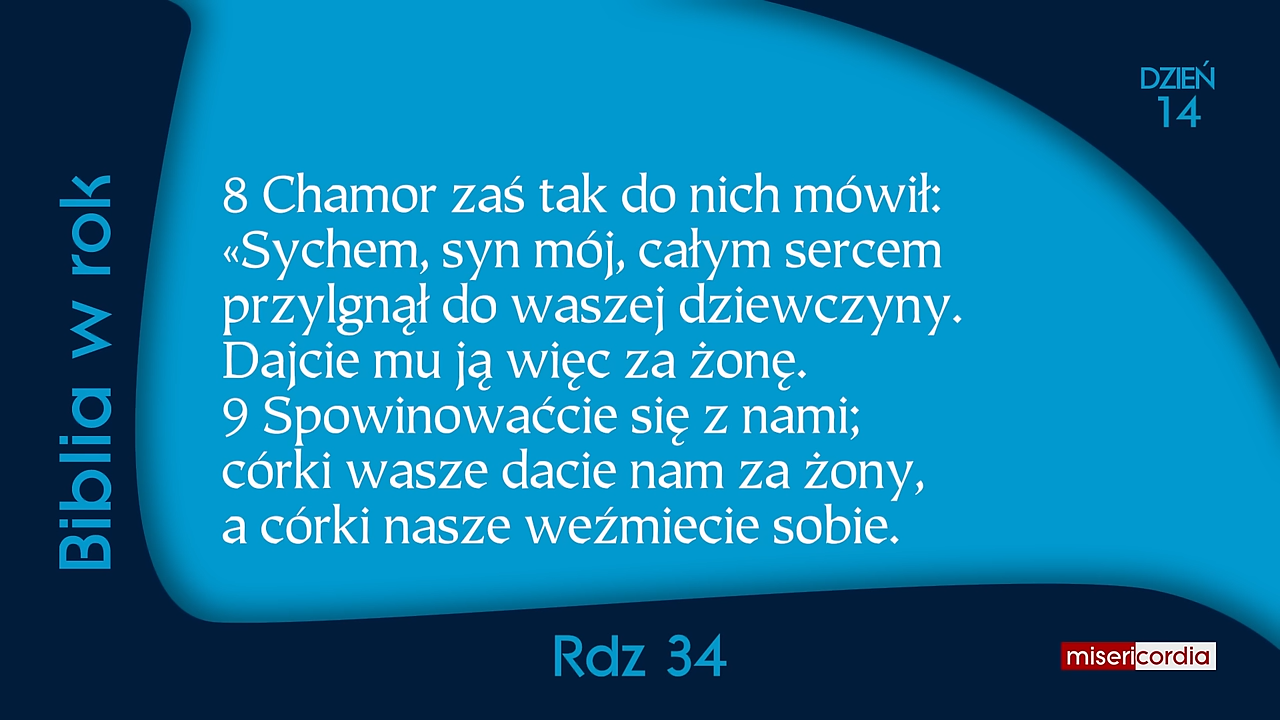 DZIEŃ
14
Biblia w rok
8 Chamor zaś tak do nich mówił:
«Sychem, syn mój, całym sercem
przylgnął do waszej dziewczyny.
Dajcie mu ją więc za żonę.
9 Spowinowaćcie się z nami;
córki wasze dacie nam za żony,
a córki nasze weźmiecie sobie.
Rdz 34
misericordia